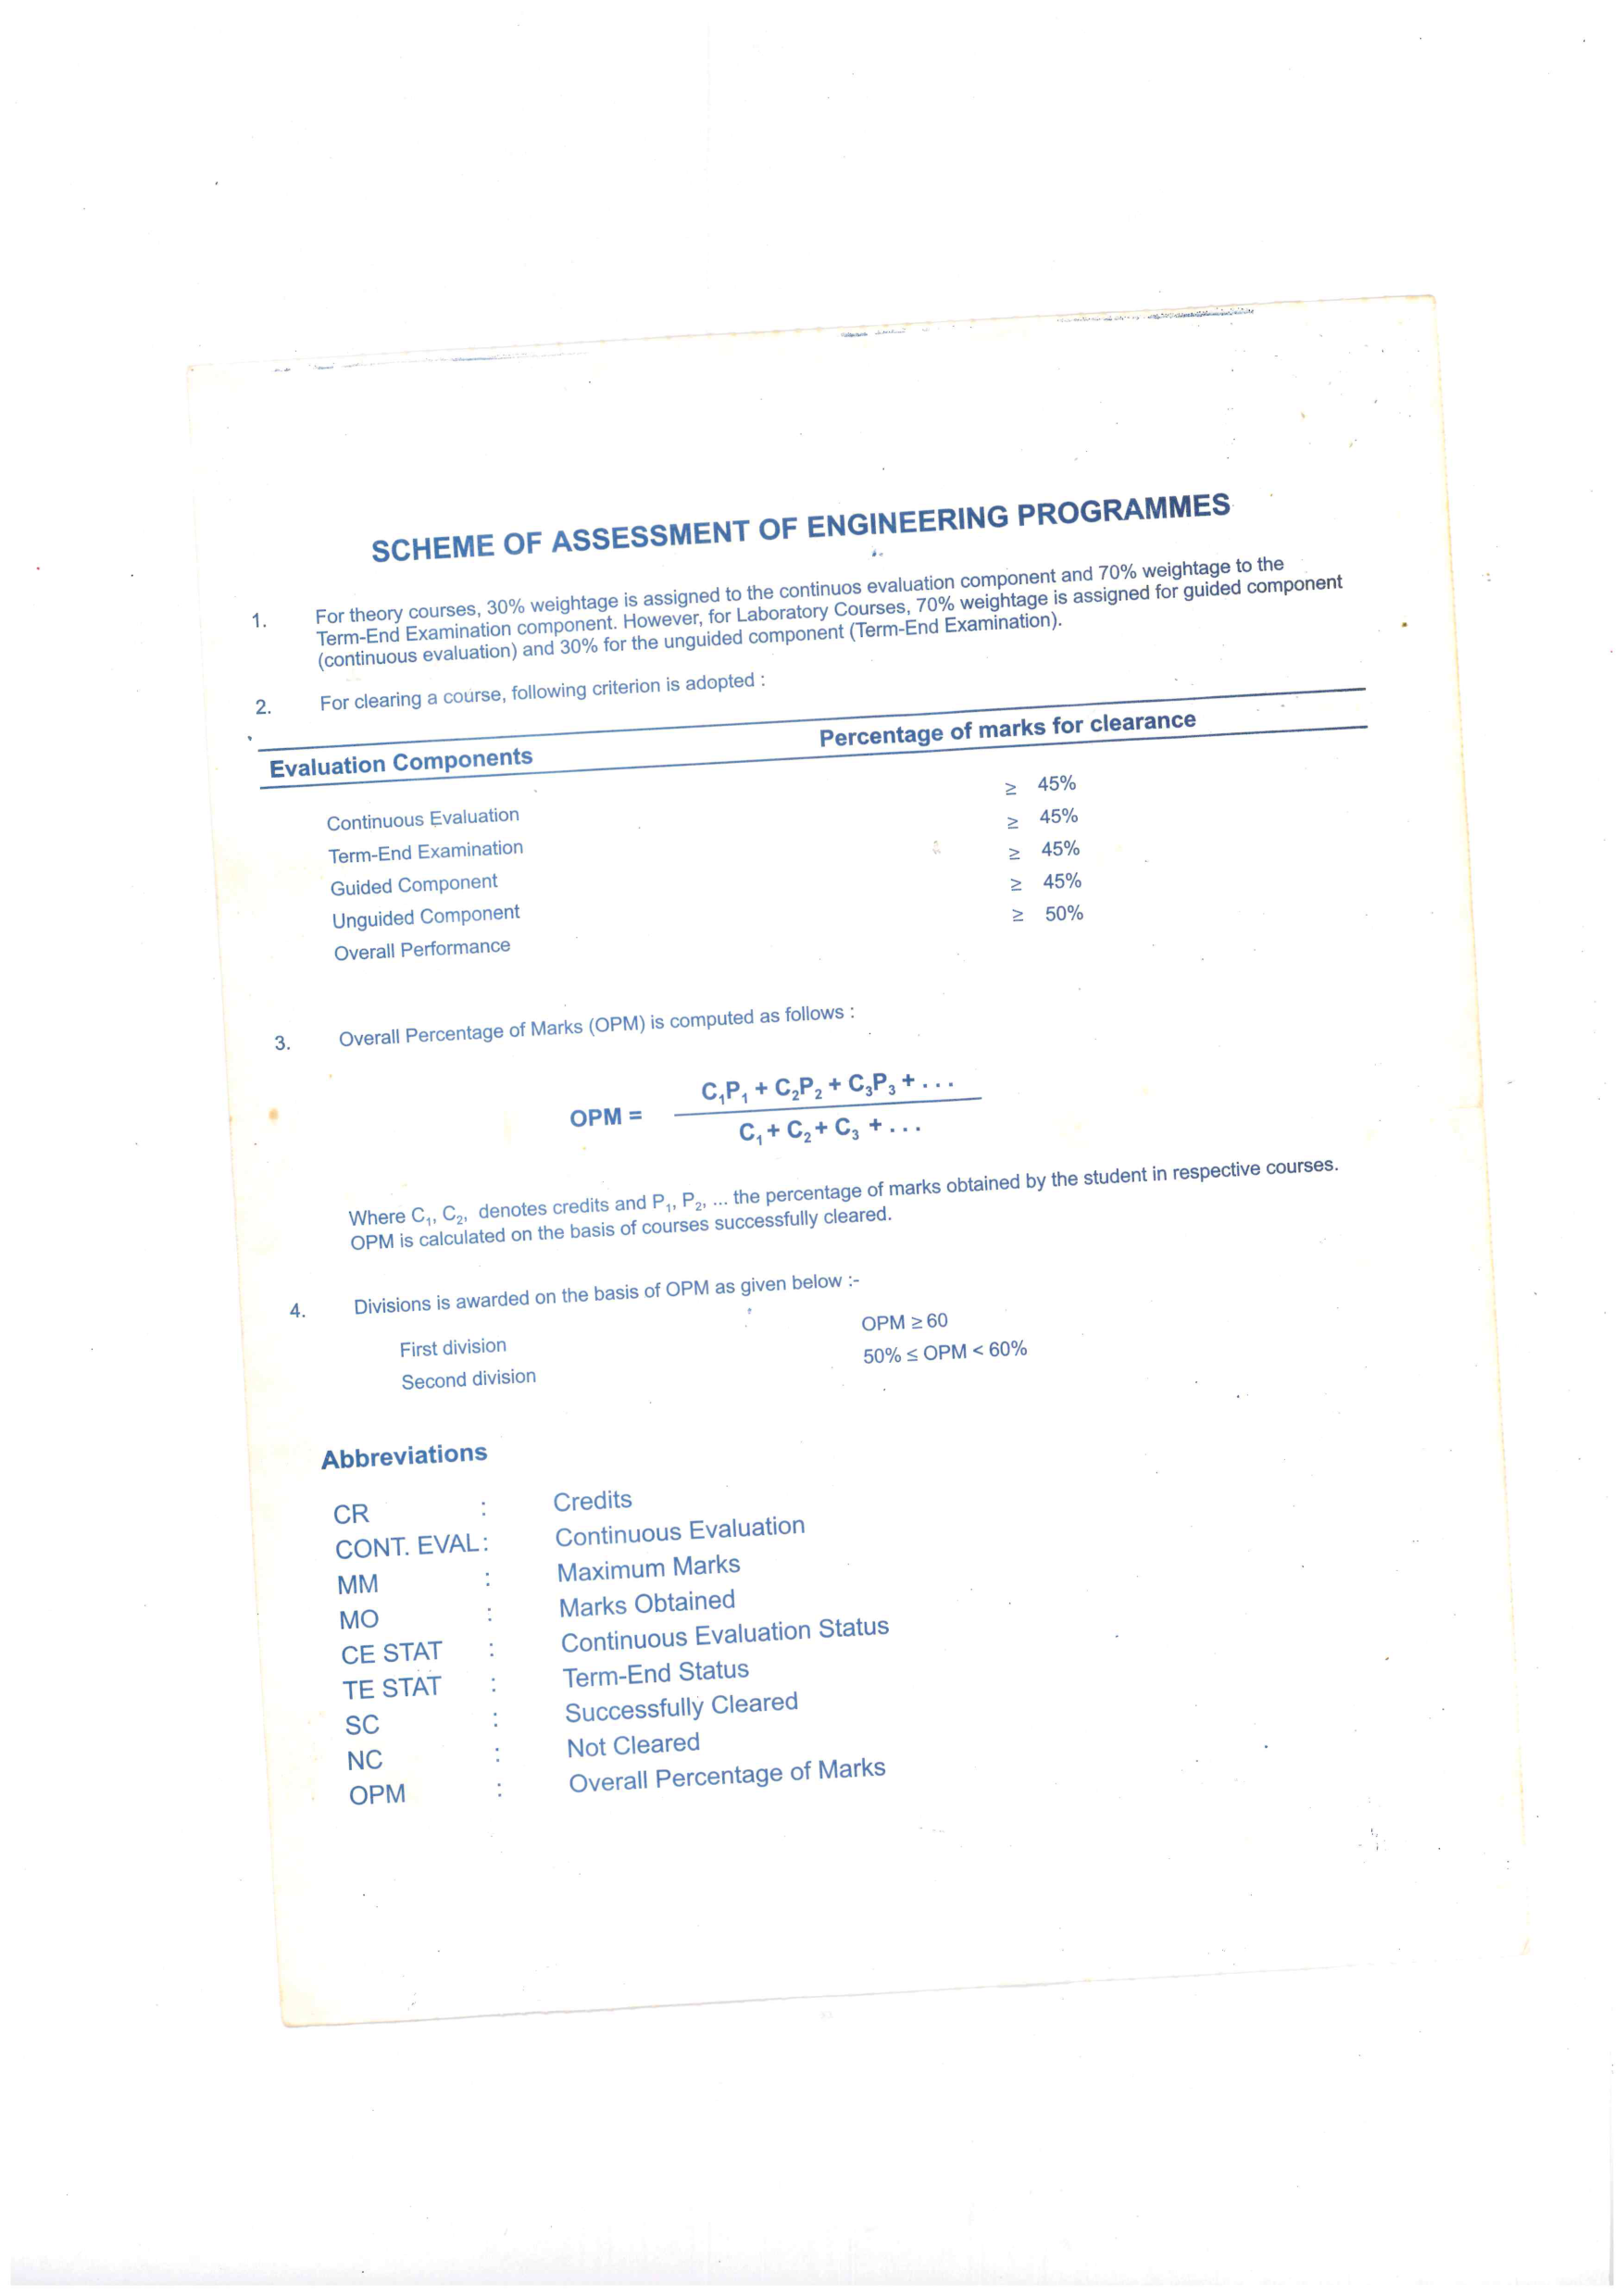 SCHEME OF ASSESSMENT OF ENGINEERING PROGRAMMES
1. For theory courses, 30% weightage is assigned to the continuos evaluation component and 70% weightage to the
Term-End Examination component. However, for Laboratory Courses, 70% weightage is assigned for guided component
(continuous evaluation) and 30% for the unguided component (Term-End Examination).
2. For clearing a course, following criterion is adopted :
Evaluation Components Percentage of marks for clearance
Continuous Evaluation ≥ 45%
Term-End Examination ≥ 45%
Guided Component ≥ 45%
Unguided Component ≥ 45%
Overall Performance ≥ 50%
3. Overall Percentage of Marks (OPM) is computed as follows :
C₁P₁ + C₂P₂ + C₃P₃ + . . .
OPM =
C₁ + C₂ + C₃ + . . .
Where C₁, C₂, denotes credits and P₁, P₂, ... the percentage of marks obtained by the student in respective courses.
OPM is calculated on the basis of courses successfully cleared.
4. Divisions is awarded on the basis of OPM as given below :-
First division OPM ≥ 60
Second division 50% ≤ OPM < 60%
Abbreviations
CR : Credits
CONT. EVAL : Continuous Evaluation
MM : Maximum Marks
MO : Marks Obtained
CE STAT : Continuous Evaluation Status
TE STAT : Term-End Status
SC : Successfully Cleared
NC : Not Cleared
OPM : Overall Percentage of Marks